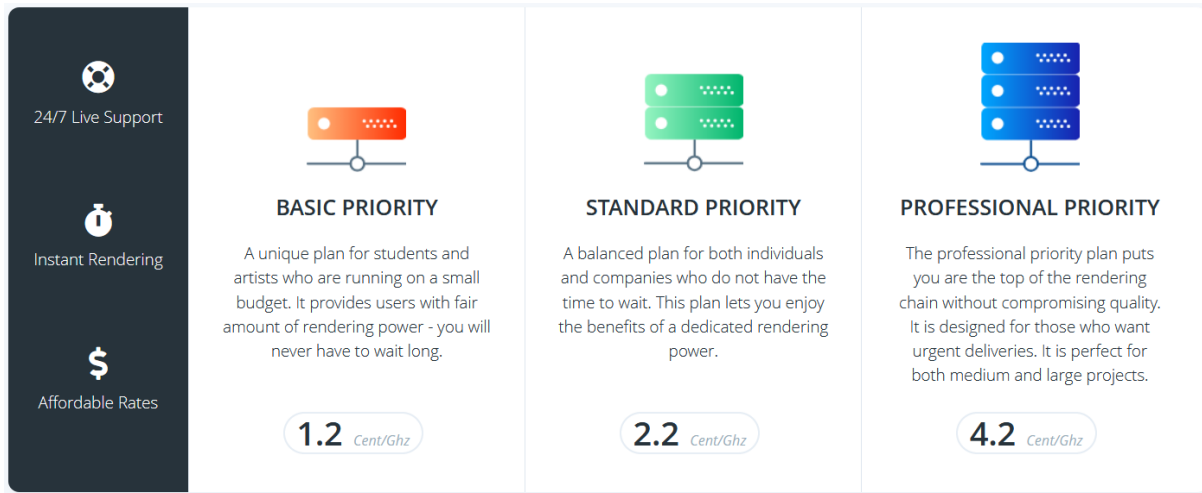 24/7 Live Support
Instant Rendering
Affordable Rates
BASIC PRIORITY
A unique plan for students and
artists who are running on a small
budget. It provides users with fair
amount of rendering power - you will
never have to wait long.
1.2 Cent/Ghz
STANDARD PRIORITY
A balanced plan for both individuals
and companies who do not have the
time to wait. This plan lets you enjoy
the benefits of a dedicated rendering
power.
2.2 Cent/Ghz
PROFESSIONAL PRIORITY
The professional priority plan puts
you are the top of the rendering
chain without compromising quality.
It is designed for those who want
urgent deliveries. It is perfect for
both medium and large projects.
4.2 Cent/Ghz